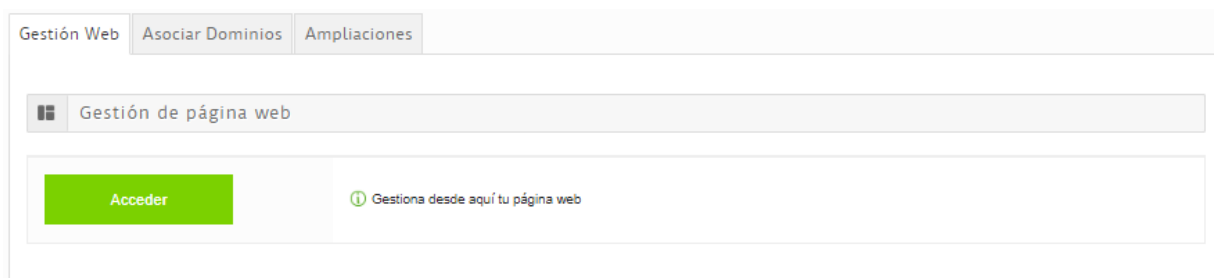 Gestión Web Asociar Dominios Ampliaciones
Gestión de página web
Acceder Gestiona desde aquí tu página web